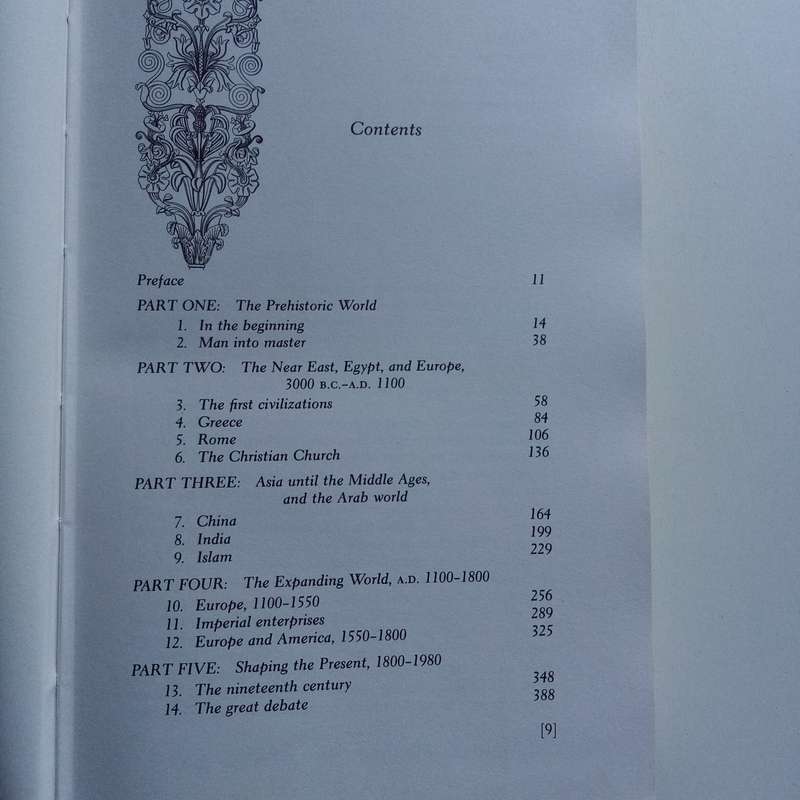 Contents
Preface 11
PART ONE: The Prehistoric World
1. In the beginning 14
2. Man into master 38
PART TWO: The Near East, Egypt, and Europe,
3000 B.C.–A.D. 1100
3. The first civilizations 58
4. Greece 84
5. Rome 106
6. The Christian Church 136
PART THREE: Asia until the Middle Ages,
and the Arab world
7. China 164
8. India 199
9. Islam 229
PART FOUR: The Expanding World, A.D. 1100–1800
10. Europe, 1100–1550 256
11. Imperial enterprises 289
12. Europe and America, 1550–1800 325
PART FIVE: Shaping the Present, 1800–1980
13. The nineteenth century 348
14. The great debate 388
[9]